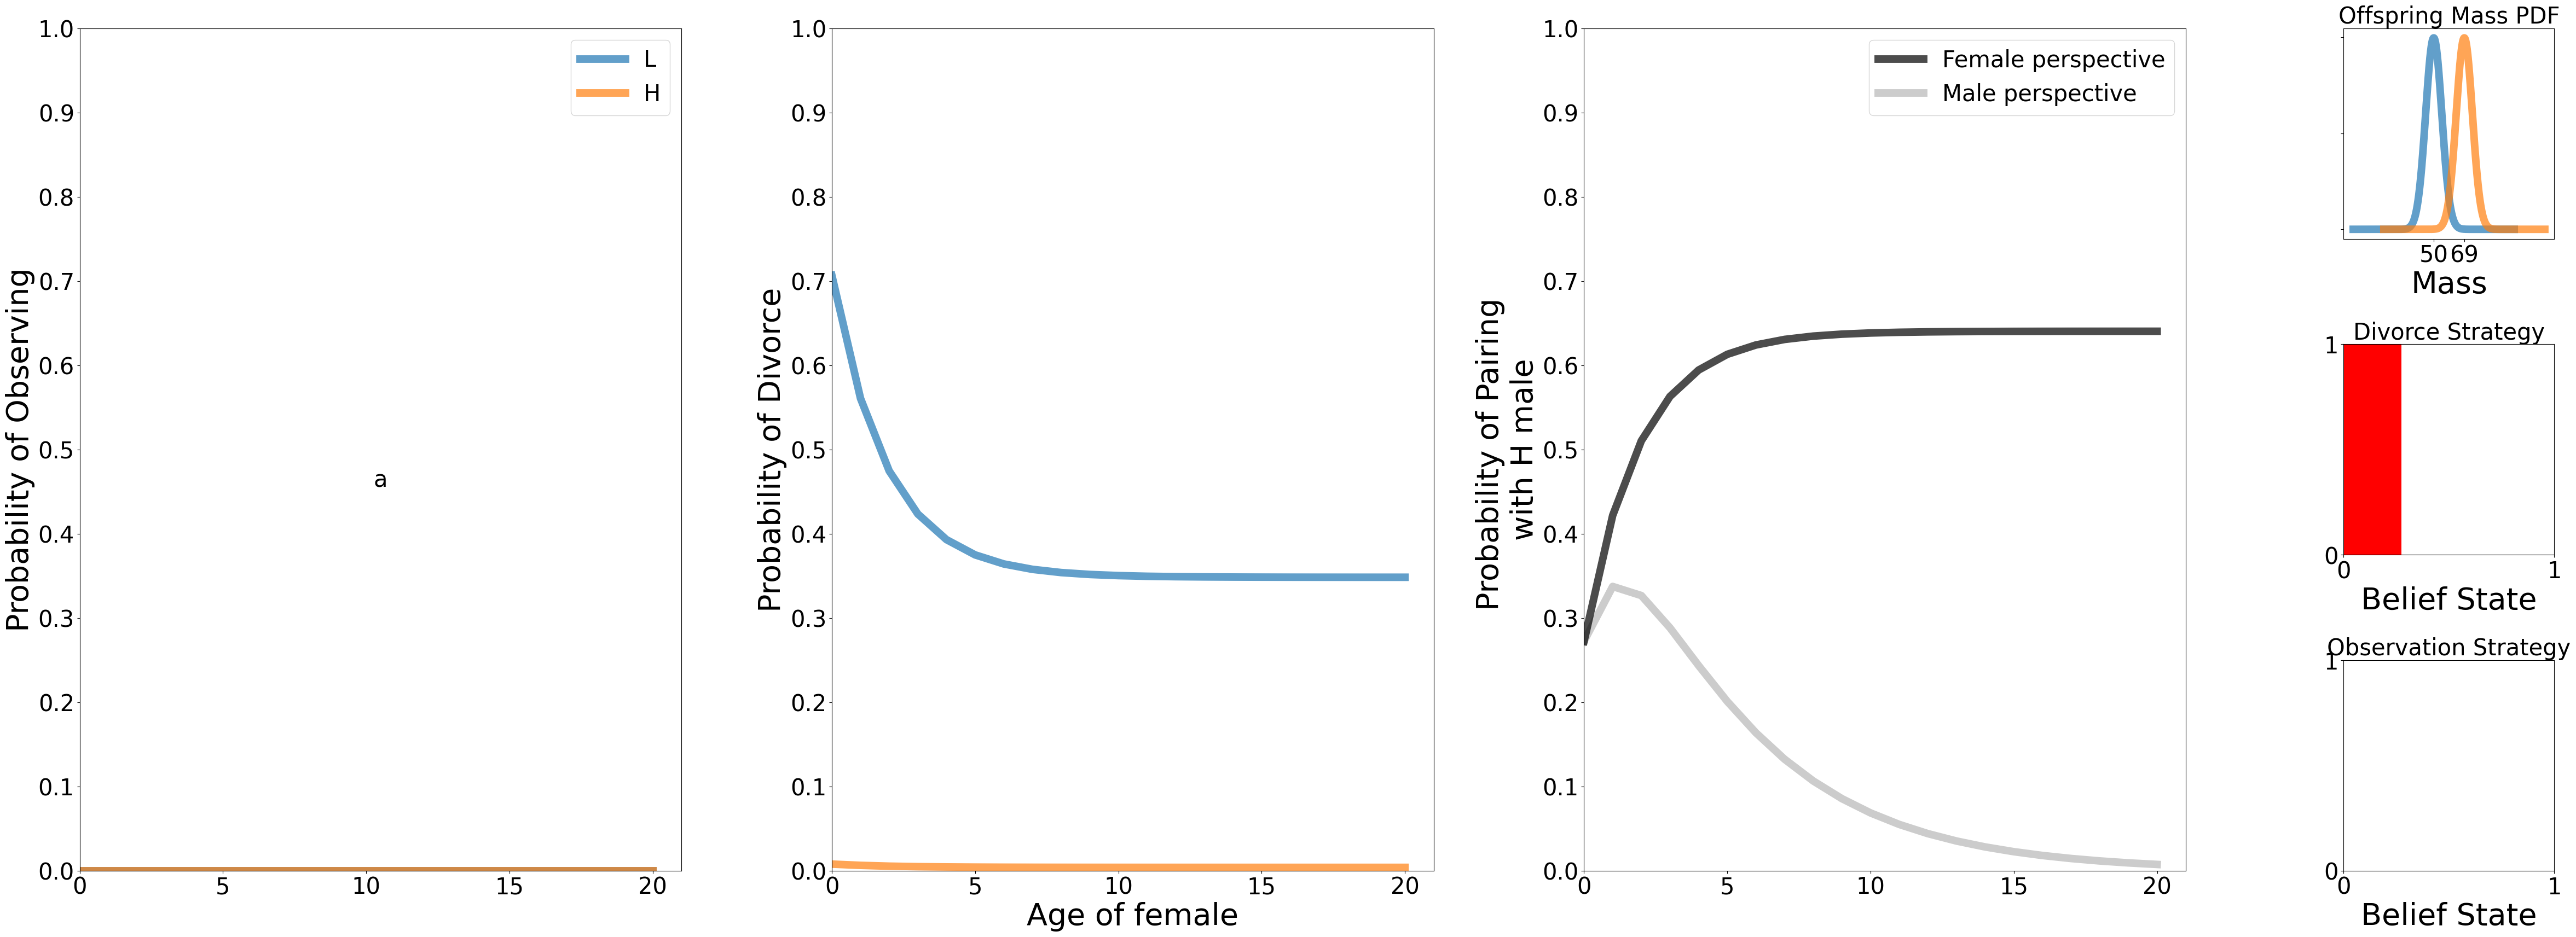 Probability of Observing
1.0
0.9
0.8
0.7
0.6
0.5
0.4
0.3
0.2
0.1
0.0
0 5 10 15 20
L
H
a
Probability of Divorce
1.0
0.9
0.8
0.7
0.6
0.5
0.4
0.3
0.2
0.1
0.0
0 5 10 15 20
Age of female
Probability of Pairing
with H male
1.0
0.9
0.8
0.7
0.6
0.5
0.4
0.3
0.2
0.1
0.0
0 5 10 15 20
Female perspective
Male perspective
Offspring Mass PDF
50 69
Mass
Divorce Strategy
1
0
0 1
Belief State
Observation Strategy
1
0
0 1
Belief State